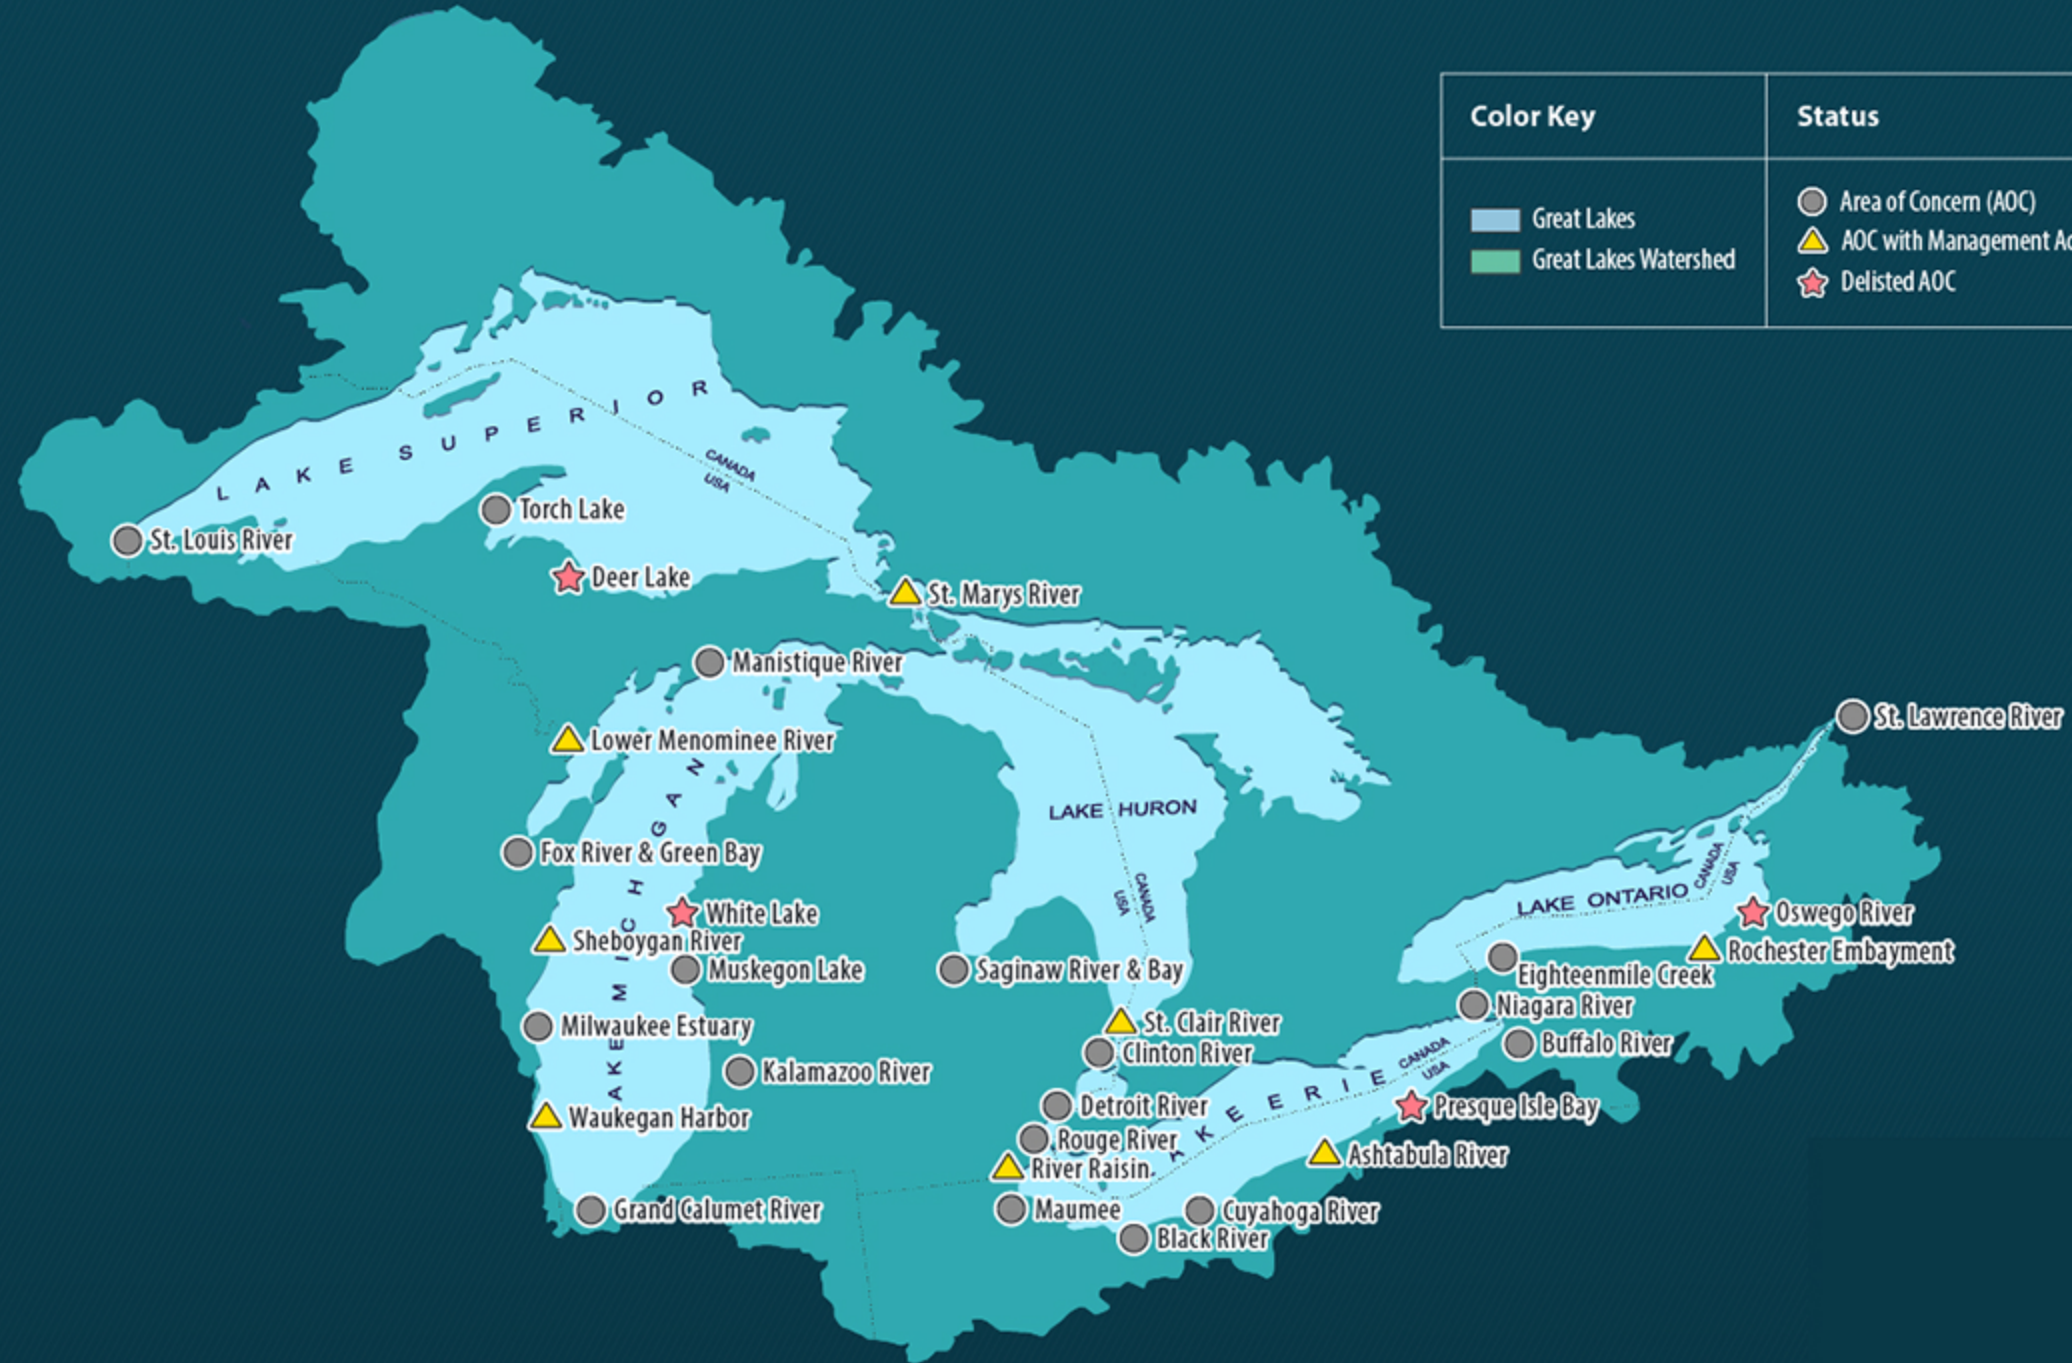 Color Key
Status
Great Lakes
Great Lakes Watershed
Area of Concern (AOC)
AOC with Management
Delisted AOC
LAKE SUPERIOR
CANADA
USA
Torch Lake
St. Louis River
Deer Lake
St. Marys River
Manistique River
St. Lawrence River
Lower Menominee River
LAKE MICHIGAN
LAKE HURON
CANADA
USA
Fox River & Green Bay
White Lake
Sheboygan River
Muskegon Lake
Saginaw River & Bay
LAKE ONTARIO
CANADA
USA
Oswego River
Rochester Embayment
Eighteenmile Creek
Niagara River
Milwaukee Estuary
St. Clair River
Buffalo River
Clinton River
Kalamazoo River
CANADA
USA
AKE ERIE
Detroit River
Presque Isle Bay
Waukegan Harbor
Rouge River
Ashtabula River
River Raisin
Grand Calumet River
Maumee
Cuyahoga River
Black River